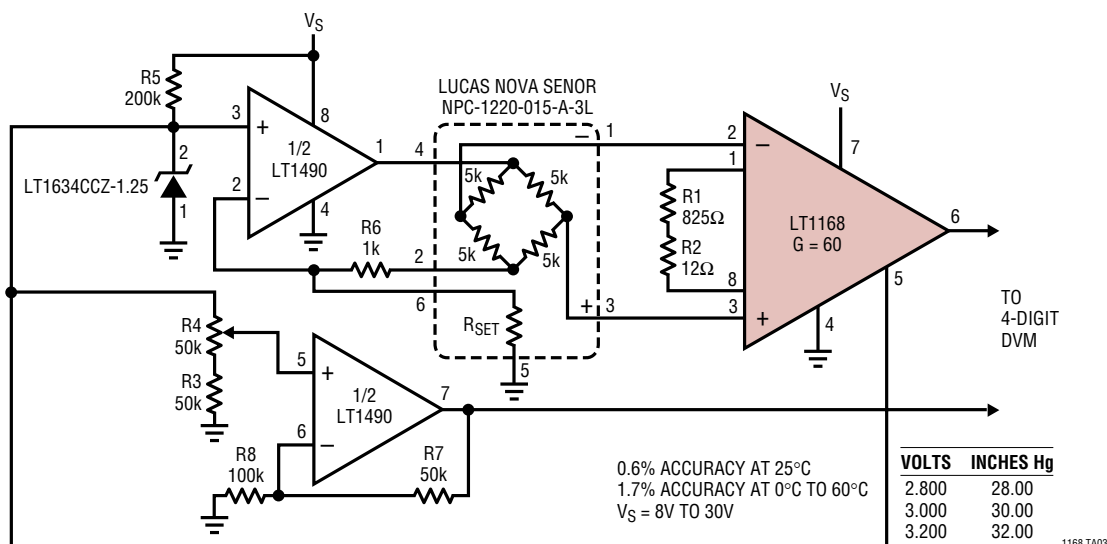 VS
R5
200k
3
+
8
1/2
LT1490
1
2
−
4
2
LT1634CCZ-1.25
1
LUCAS NOVA SENOR
NPC-1220-015-A-3L
4
5k
5k
5k
5k
−
1
2
R6
1k
6
+
3
RSET
5
VS
2
−
7
1
R1
825Ω
R2
12Ω
LT1168
G = 60
6
8
3
+
4
5
TO
4-DIGIT
DVM
R4
50k
R3
50k
5
+
1/2
LT1490
7
6
−
R8
100k
R7
50k
0.6% ACCURACY AT 25°C
1.7% ACCURACY AT 0°C TO 60°C
VS = 8V TO 30V
VOLTS INCHES Hg
2.800 28.00
3.000 30.00
3.200 32.00
1168 TA03